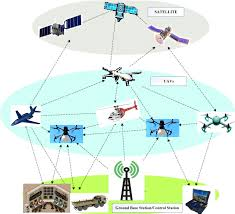 SATELLITE
UAVs
Ground Base Station/Control Station